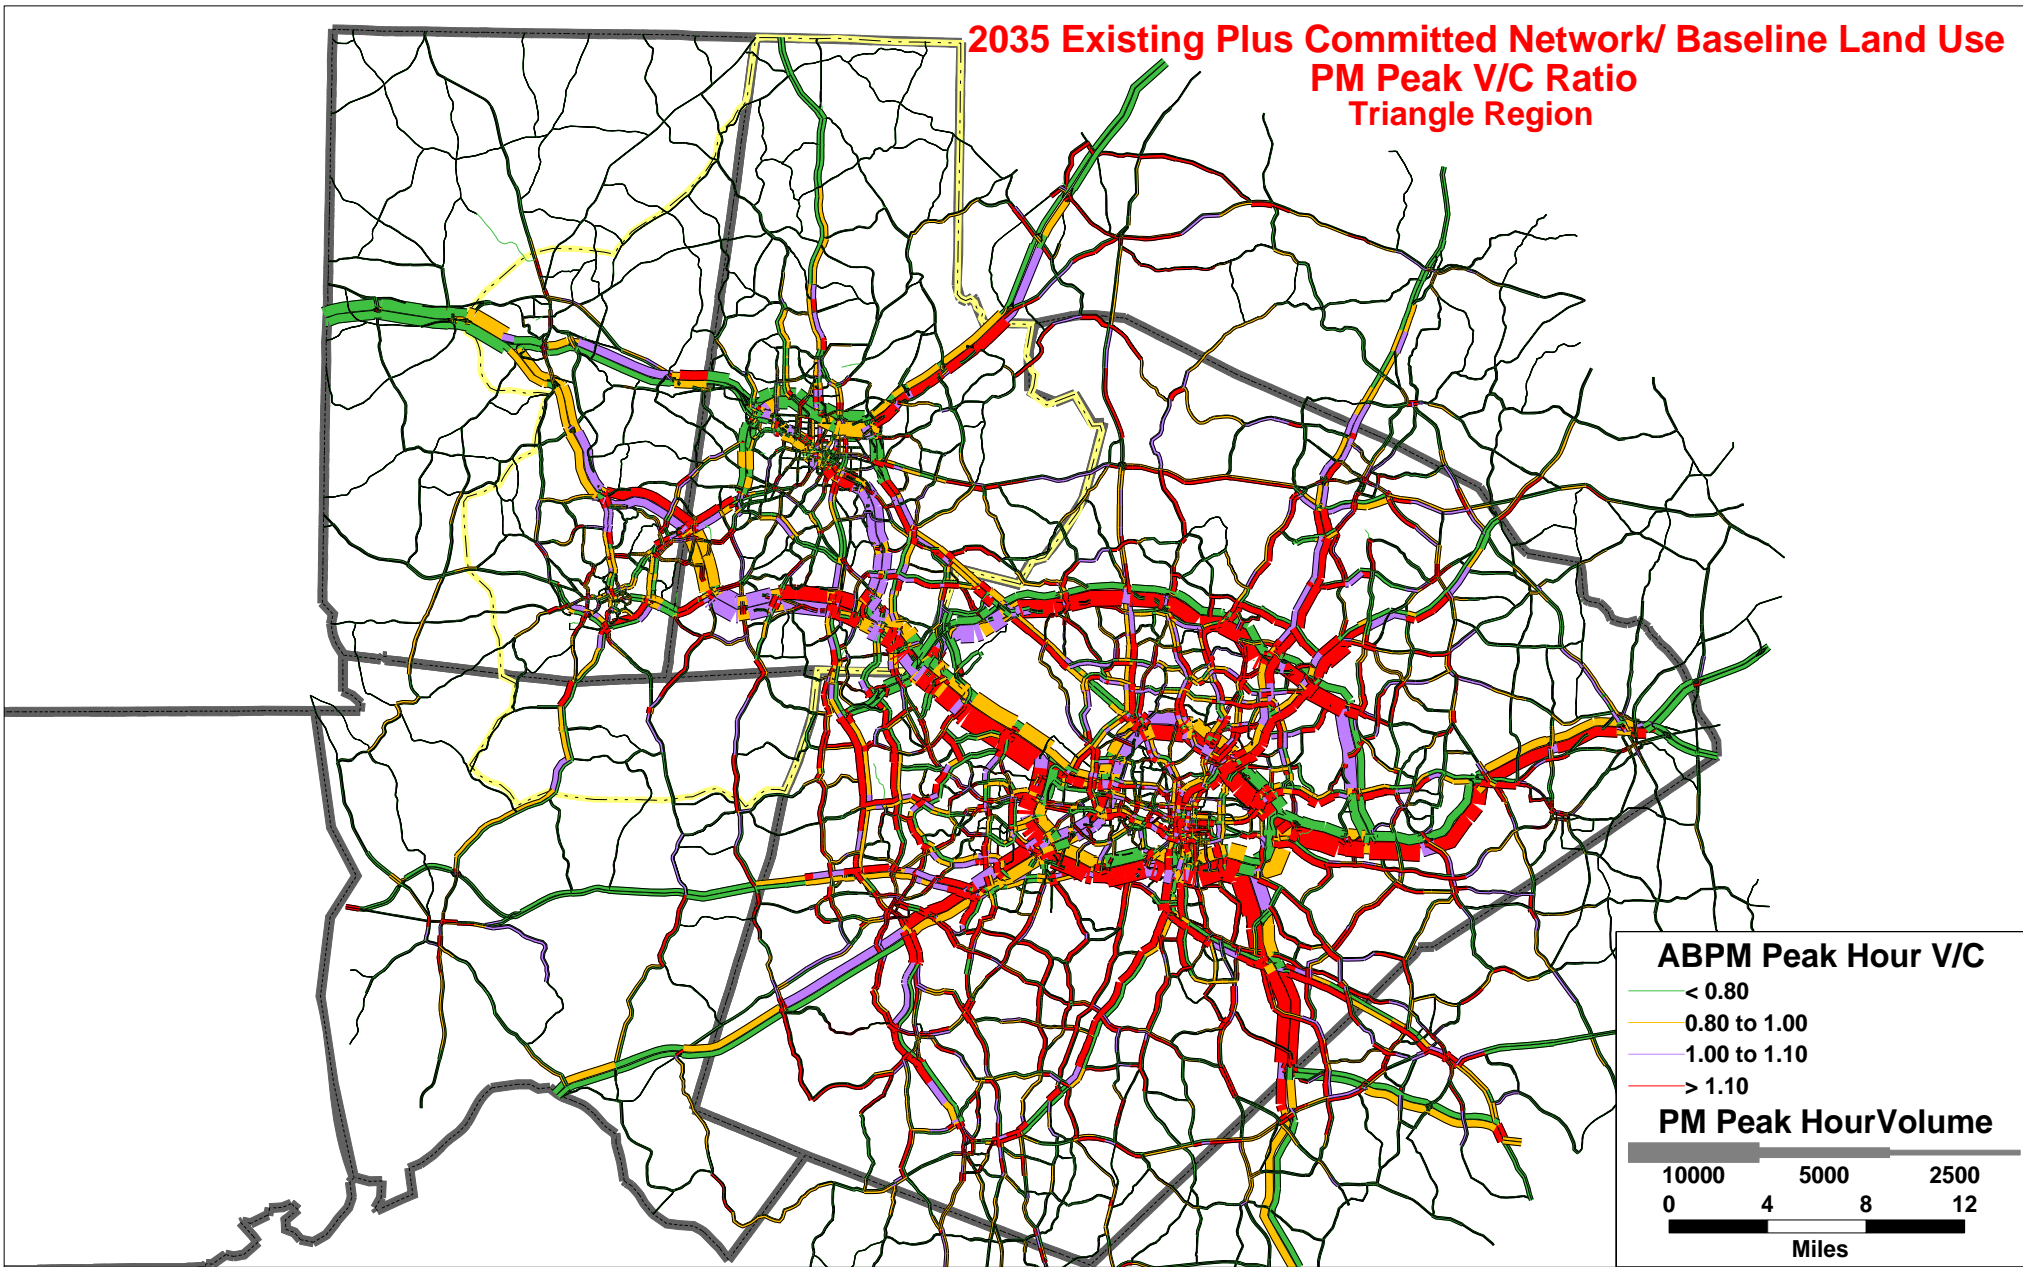 2035 Existing Plus Committed Network/ Baseline Land Use
PM Peak V/C Ratio
Triangle Region
ABPM Peak Hour V/C
< 0.80
0.80 to 1.00
1.00 to 1.10
> 1.10
PM Peak HourVolume
10000 5000 2500
0 4 8 12
Miles